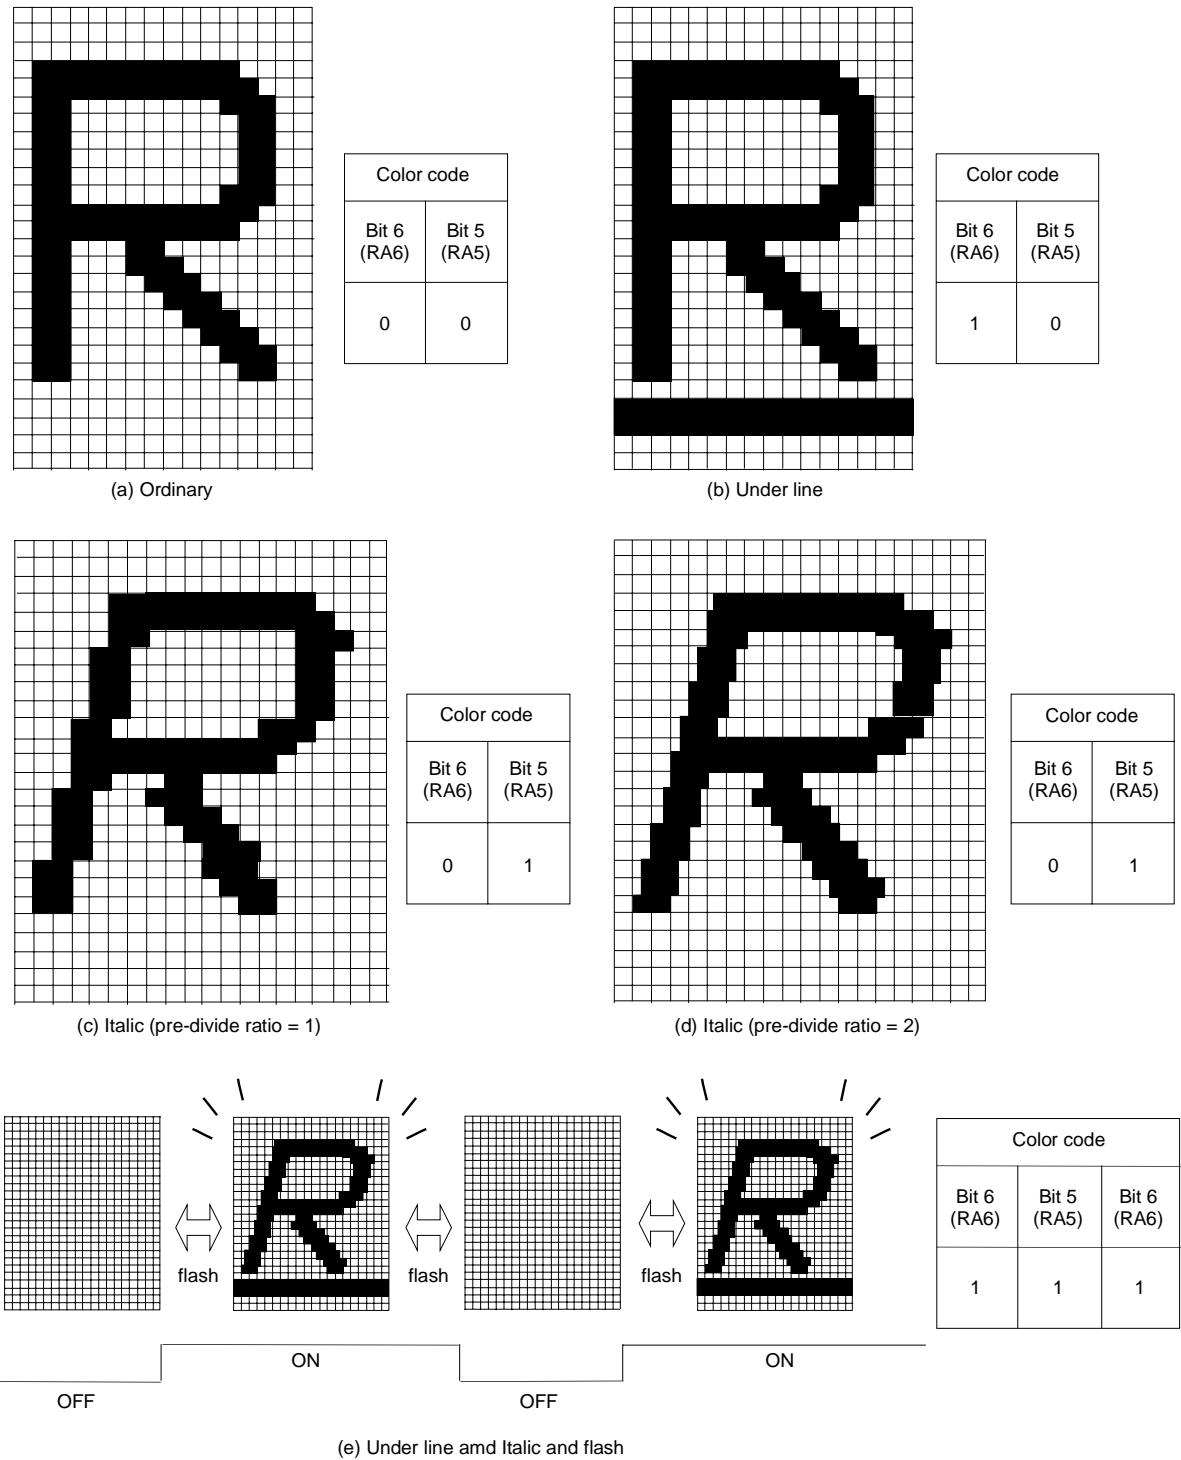 Color code
Bit 6 (RA6) Bit 5 (RA5)
0 0
(a) Ordinary
Color code
Bit 6 (RA6) Bit 5 (RA5)
1 0
(b) Under line
Color code
Bit 6 (RA6) Bit 5 (RA5)
0 1
(c) Italic (pre-divide ratio = 1)
Color code
Bit 6 (RA6) Bit 5 (RA5)
0 1
(d) Italic (pre-divide ratio = 2)
flash flash flash
Color code
Bit 6 (RA6) Bit 5 (RA5) Bit 6 (RA6)
1 1 1
OFF ON OFF ON
(e) Under line amd Italic and flash